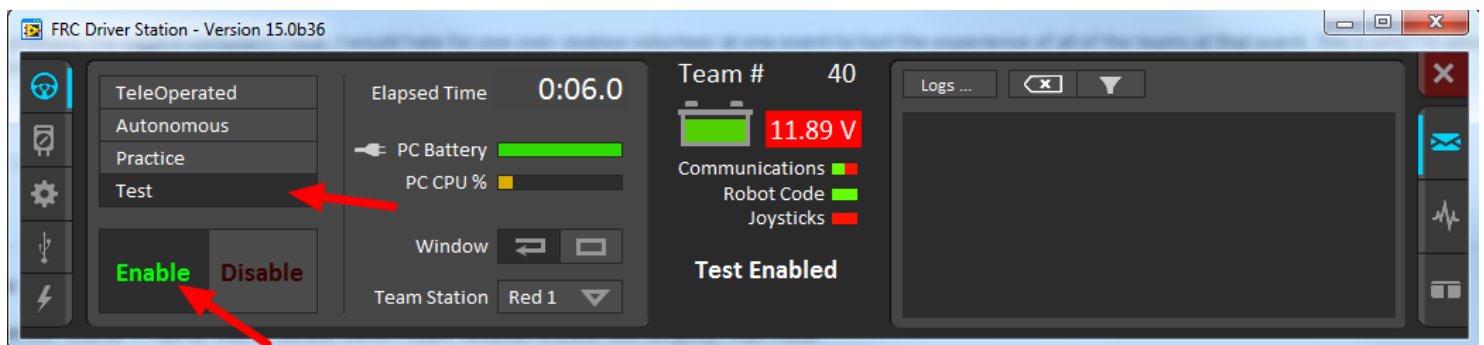 FRC Driver Station - Version 15.0b36
TeleOperated
Autonomous
Practice
Test
Enable Disable
Elapsed Time 0:06.0
PC Battery
PC CPU %
Window
Team Station Red 1
Team # 40
11.89 V
Communications
Robot Code
Joysticks
Test Enabled
Logs ...